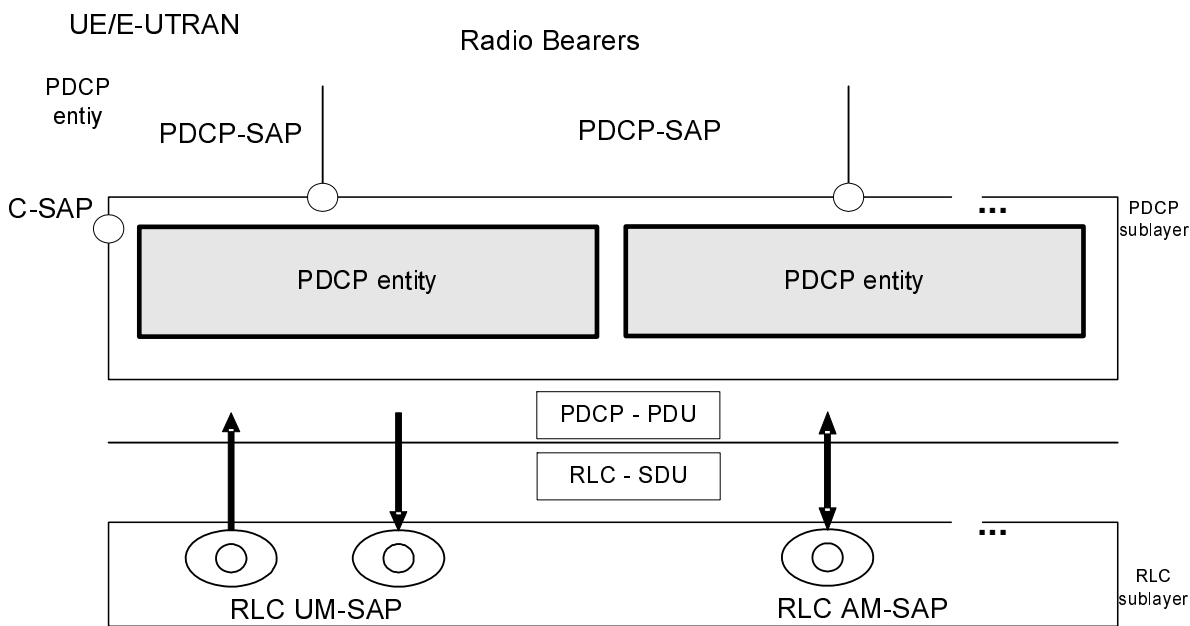 UE/E-UTRAN
Radio Bearers
PDCP
entiy
PDCP-SAP
PDCP-SAP
C-SAP
...
PDCP
sublayer
PDCP entity
PDCP entity
PDCP - PDU
RLC - SDU
...
RLC
sublayer
RLC UM-SAP
RLC AM-SAP